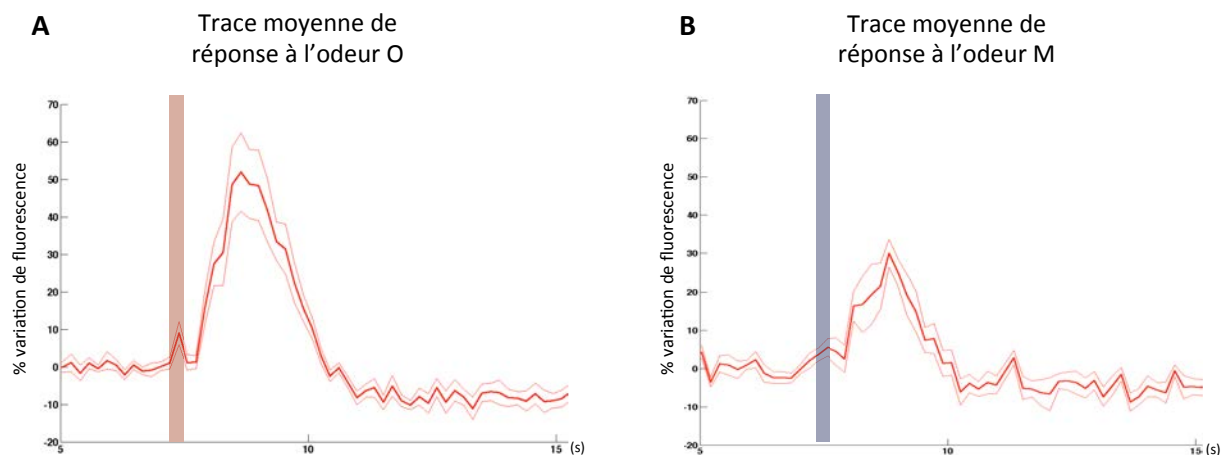 A
Trace moyenne de
réponse à l’odeur O
% variation de fluorescence
70
60
50
40
30
20
10
0
-10
-20
5
10
15
(s)
B
Trace moyenne de
réponse à l’odeur M
% variation de fluorescence
70
60
50
40
30
20
10
0
-10
-20
5
10
15
(s)